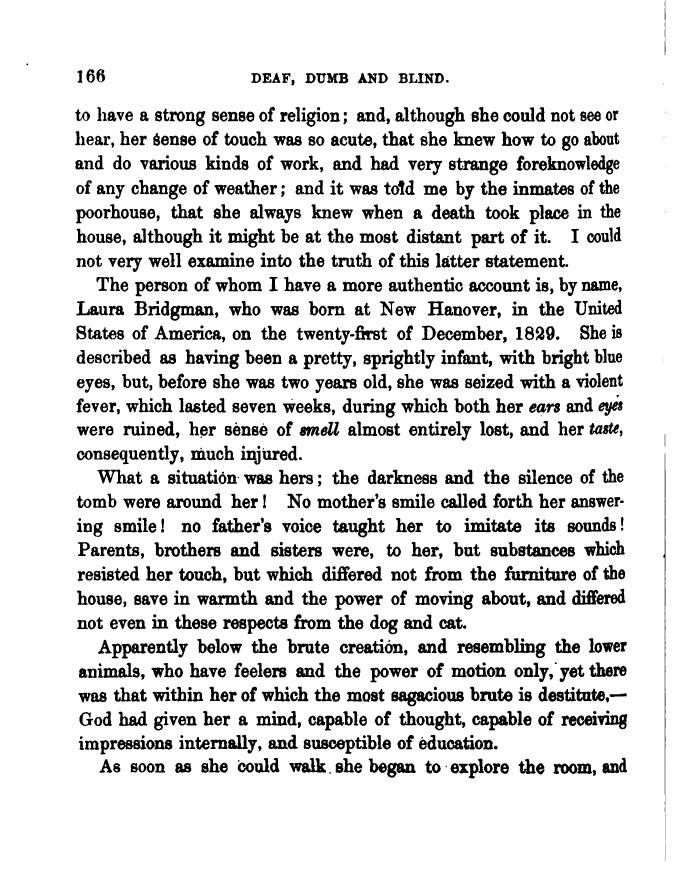 166 DEAF, DUMB AND BLIND.
to have a strong sense of religion; and, although she could not see or
hear, her sense of touch was so acute, that she knew how to go about
and do various kinds of work, and had very strange foreknowledge
of any change of weather; and it was told me by the inmates of the
poorhouse, that she always knew when a death took place in the
house, although it might be at the most distant part of it. I could
not very well examine into the truth of this latter statement.
The person of whom I have a more authentic account is, by name,
Laura Bridgman, who was born at New Hanover, in the United
States of America, on the twenty-first of December, 1829. She is
described as having been a pretty, sprightly infant, with bright blue
eyes, but, before she was two years old, she was seized with a violent
fever, which lasted seven weeks, during which both her ears and eyes
were ruined, her sense of smell almost entirely lost, and her taste,
consequently, much injured.
What a situation was hers; the darkness and the silence of the
tomb were around her! No mother's smile called forth her answer-
ing smile! no father's voice taught her to imitate its sounds!
Parents, brothers and sisters were, to her, but substances which
resisted her touch, but which differed not from the furniture of the
house, save in warmth and the power of moving about, and differed
not even in these respects from the dog and cat.
Apparently below the brute creation, and resembling the lower
animals, who have feelers and the power of motion only, yet there
was that within her of which the most sagacious brute is destitute,—
God had given her a mind, capable of thought, capable of receiving
impressions internally, and susceptible of education.
As soon as she could walk she began to explore the room, and